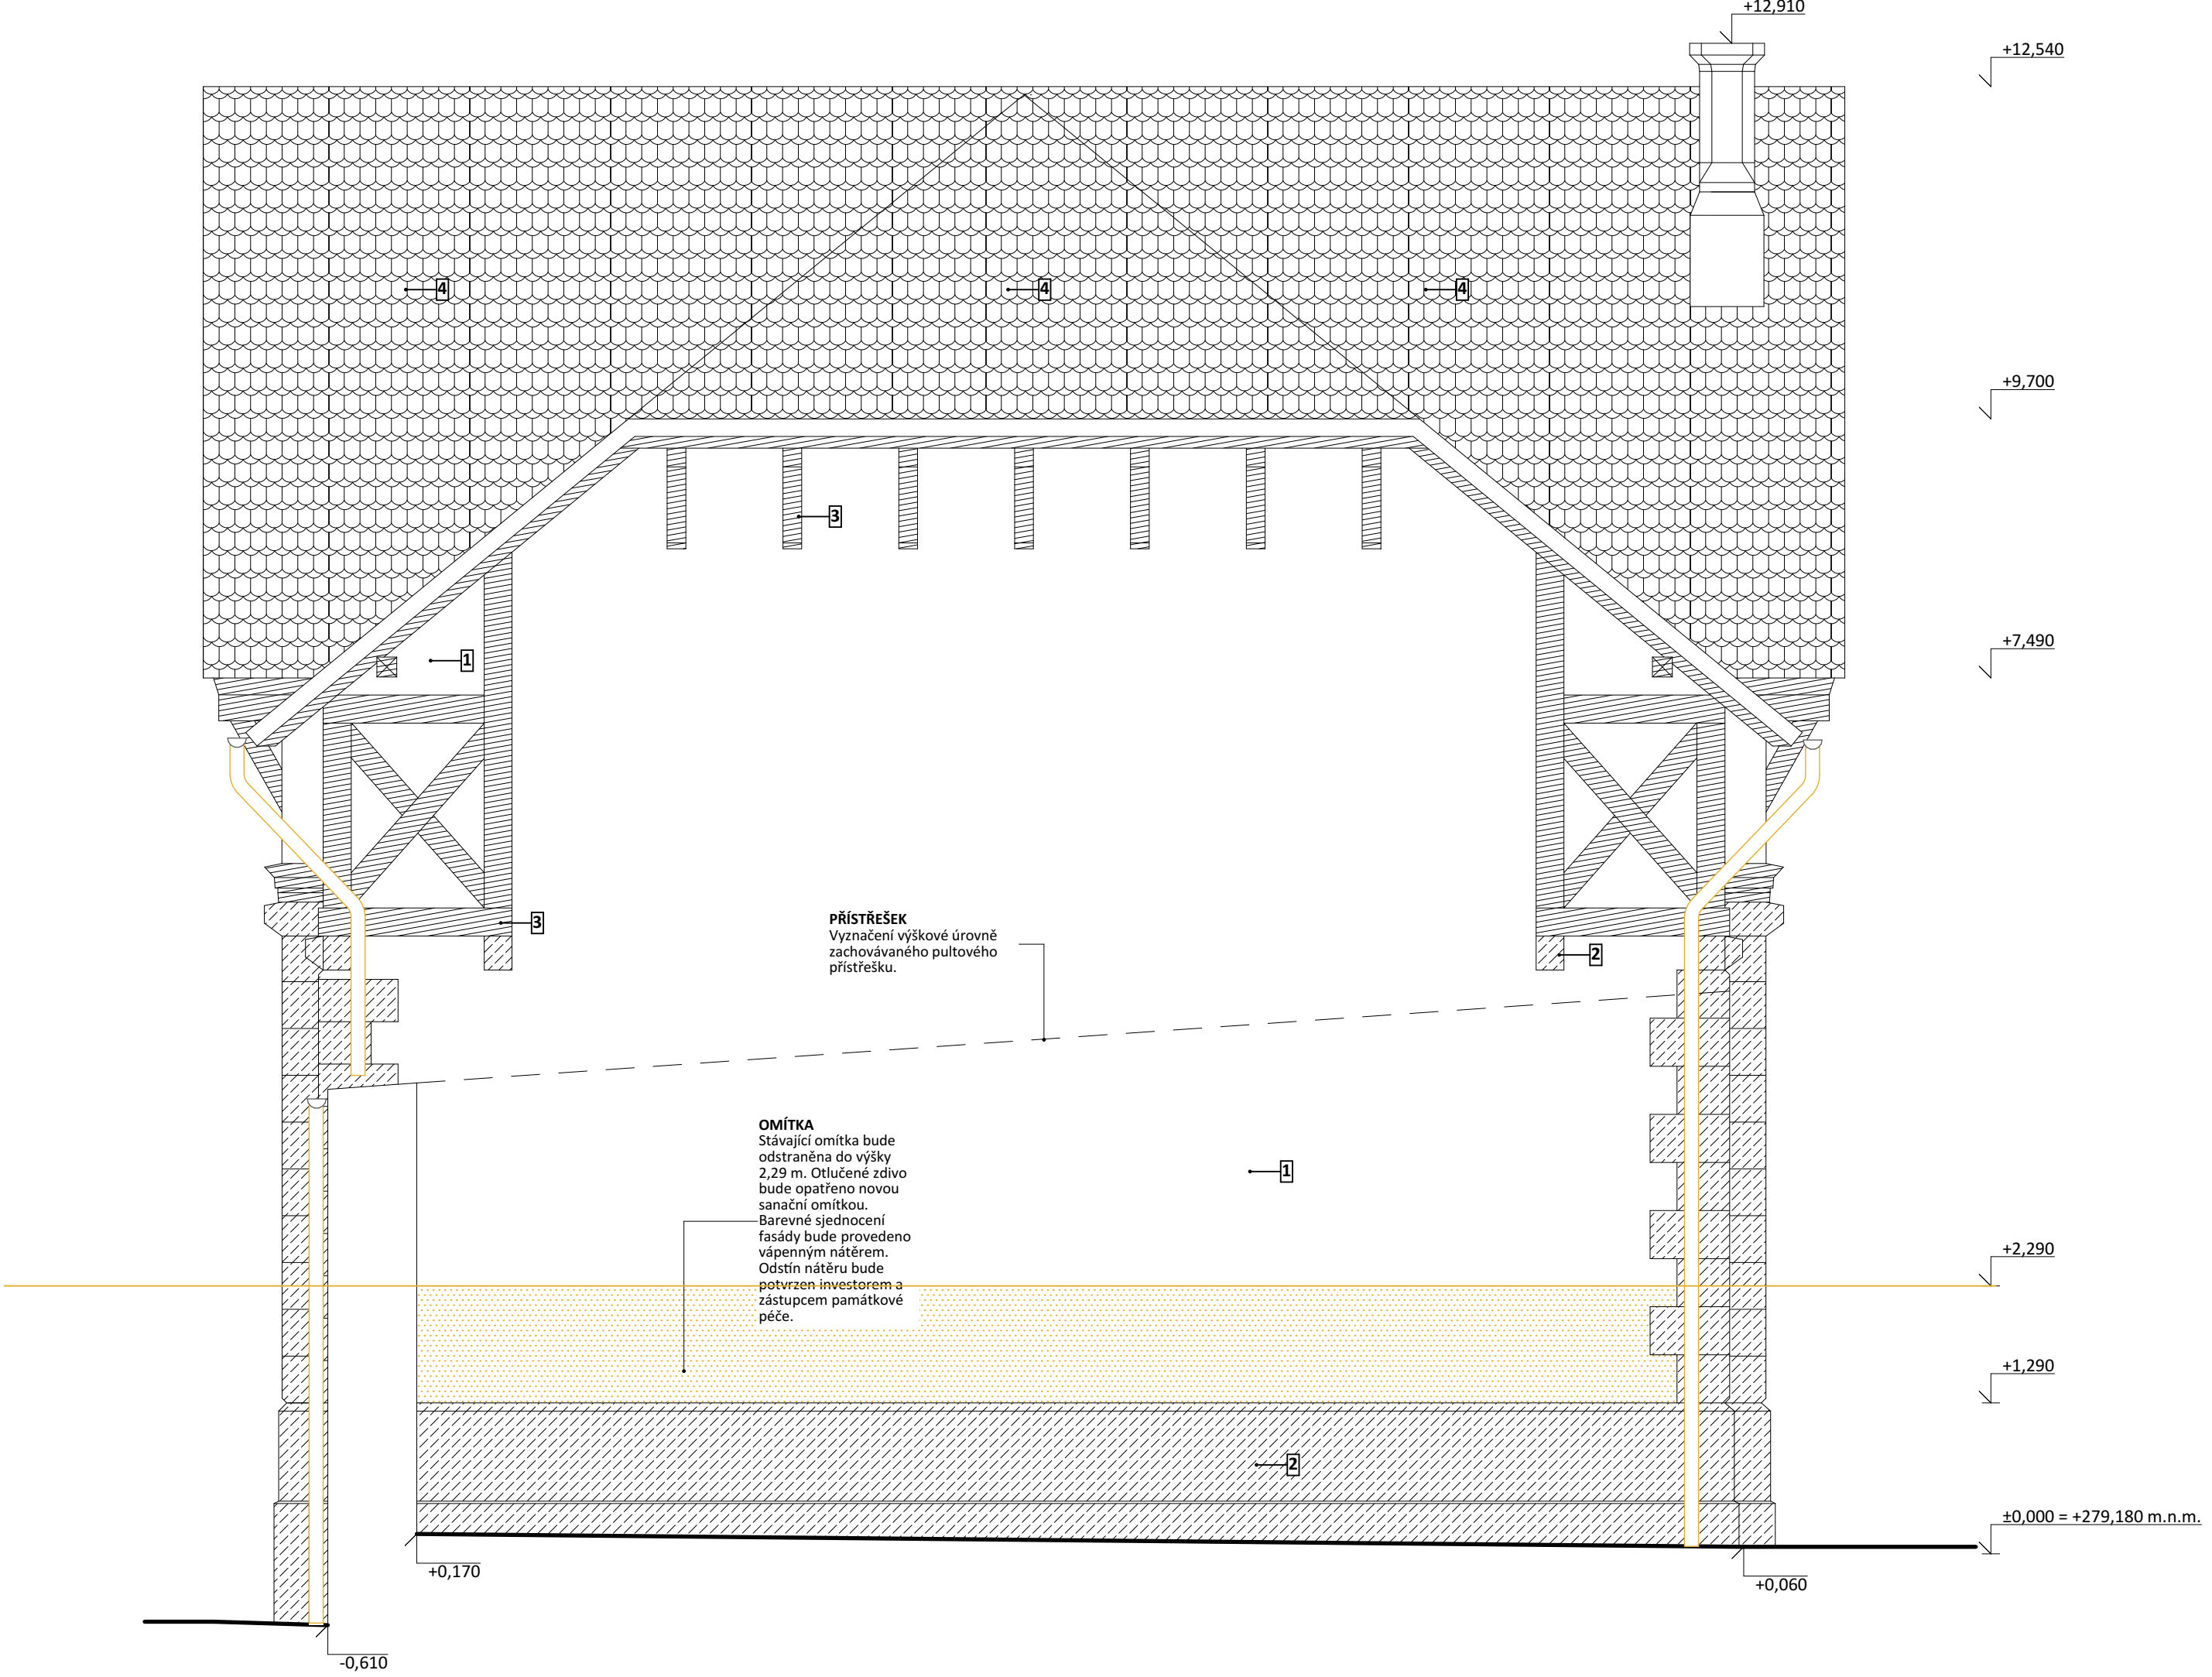 +12,910
+12,540
4
4
4
+9,700
3
1
+7,490
PŘÍSTŘEŠEK
Vyznačení výškové úrovně
zachovávaného pultového
přístřešku.
3
2
OMÍTKA
Stávající omítka bude
odstraněna do výšky
2,29 m. Otlučené zdivo
bude opatřeno novou
sanační omítkou.
Barevné sjednocení
fasády bude provedeno
vápenným nátěrem.
Odstín nátěru bude
potvrzen investorem a
zástupcem památkové
péče.
1
+2,290
+1,290
2
±0,000 = +279,180 m.n.m.
+0,170
+0,060
-0,610